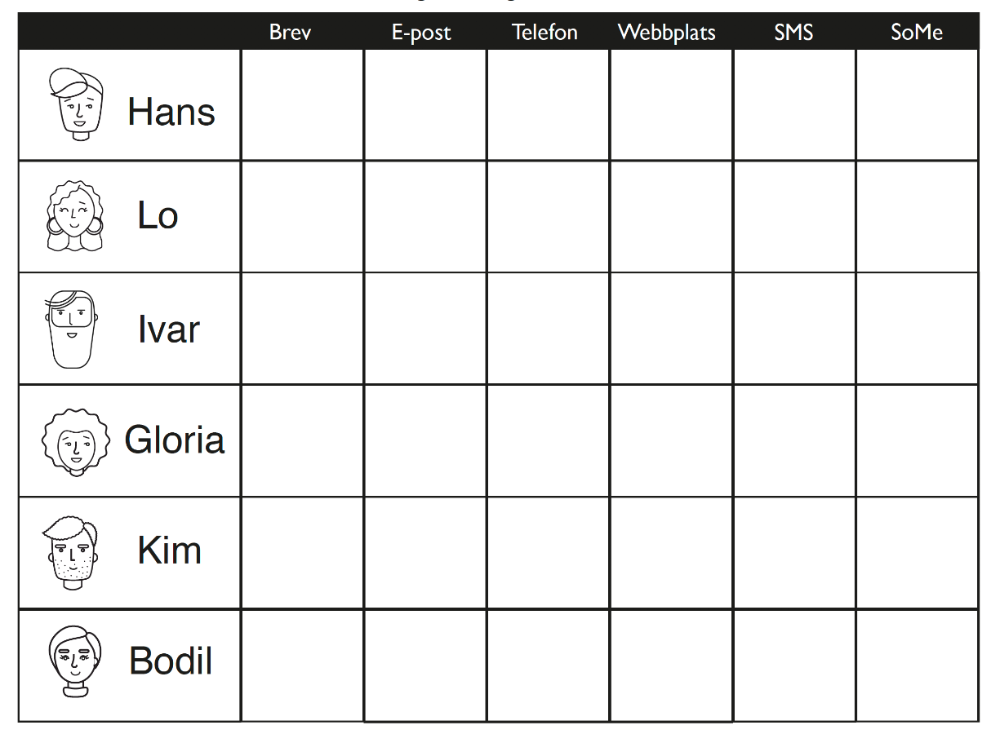 Brev E-post Telefon Webbplats SMS SoMe
Hans
Lo
Ivar
Gloria
Kim
Bodil